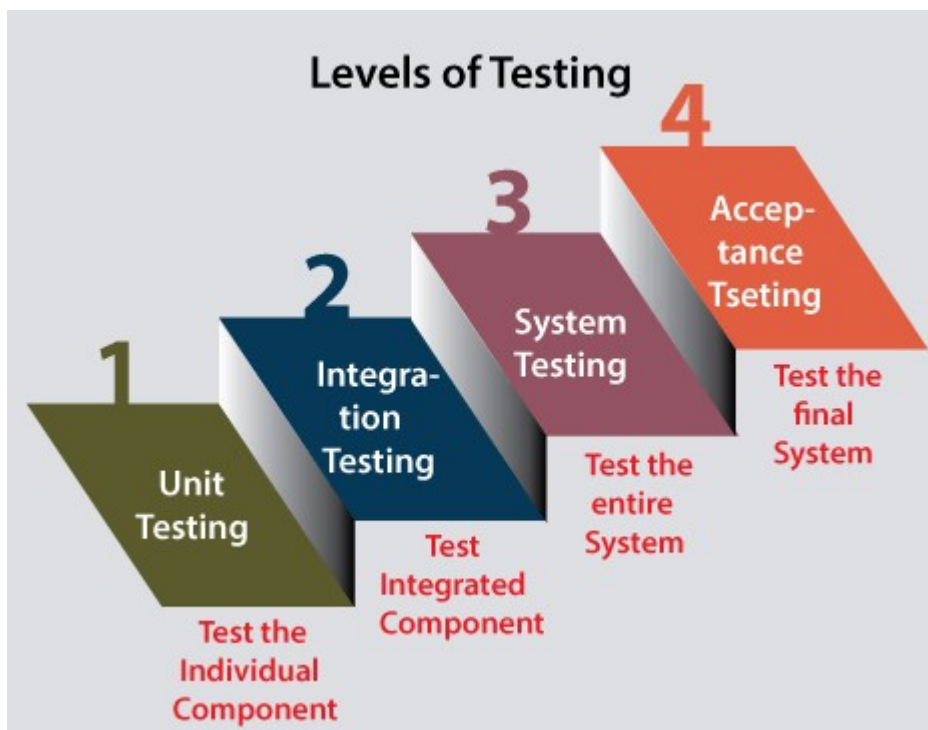 Levels of Testing
1
Unit
Testing
Test the
Individual
Component
2
Integra-
tion
Testing
Test
Integrated
Component
3
System
Testing
Test the
entire
System
4
Accep-
tance
Tseting
Test the
final
System